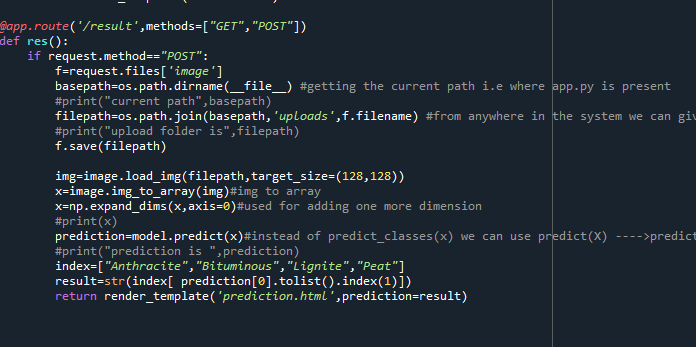 @app.route('/result',methods=["GET","POST"])
def res():
    if request.method=="POST":
        f=request.files['image']
        basepath=os.path.dirname(__file__) #getting the current path i.e where app.py is present
        #print("current path",basepath)
        filepath=os.path.join(basepath,'uploads',f.filename) #from anywhere in the system we can giv
        #print("upload folder is",filepath)
        f.save(filepath)

        img=image.load_img(filepath,target_size=(128,128))
        x=image.img_to_array(img)#img to array
        x=np.expand_dims(x,axis=0)#used for adding one more dimension
        #print(x)
        prediction=model.predict(x)#instead of predict_classes(x) we can use predict(X) ---->predict
        #print("prediction is ",prediction)
        index=["Anthracite","Bituminous","Lignite","Peat"]
        result=str(index[ prediction[0].tolist().index(1)])
        return render_template('prediction.html',prediction=result)